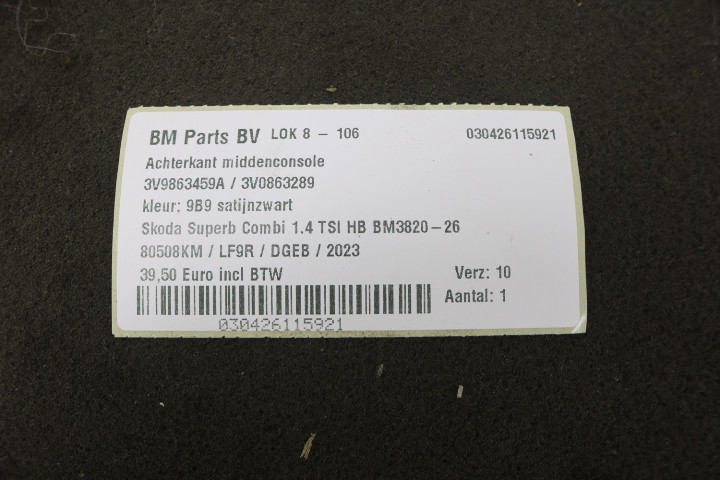 BM Parts BV LOK 8 - 106 030426115921
Achterkant middenconsole
3V9863459A / 3V0863289
kleur; 9B9 satijnzwart
Skoda Superb Combi 1.4 TSI HB BM3820-26
80508KM / LF9R / DGEB / 2023
39,50 Euro incl BTW Verz: 10
Aantal: 1
030426115921